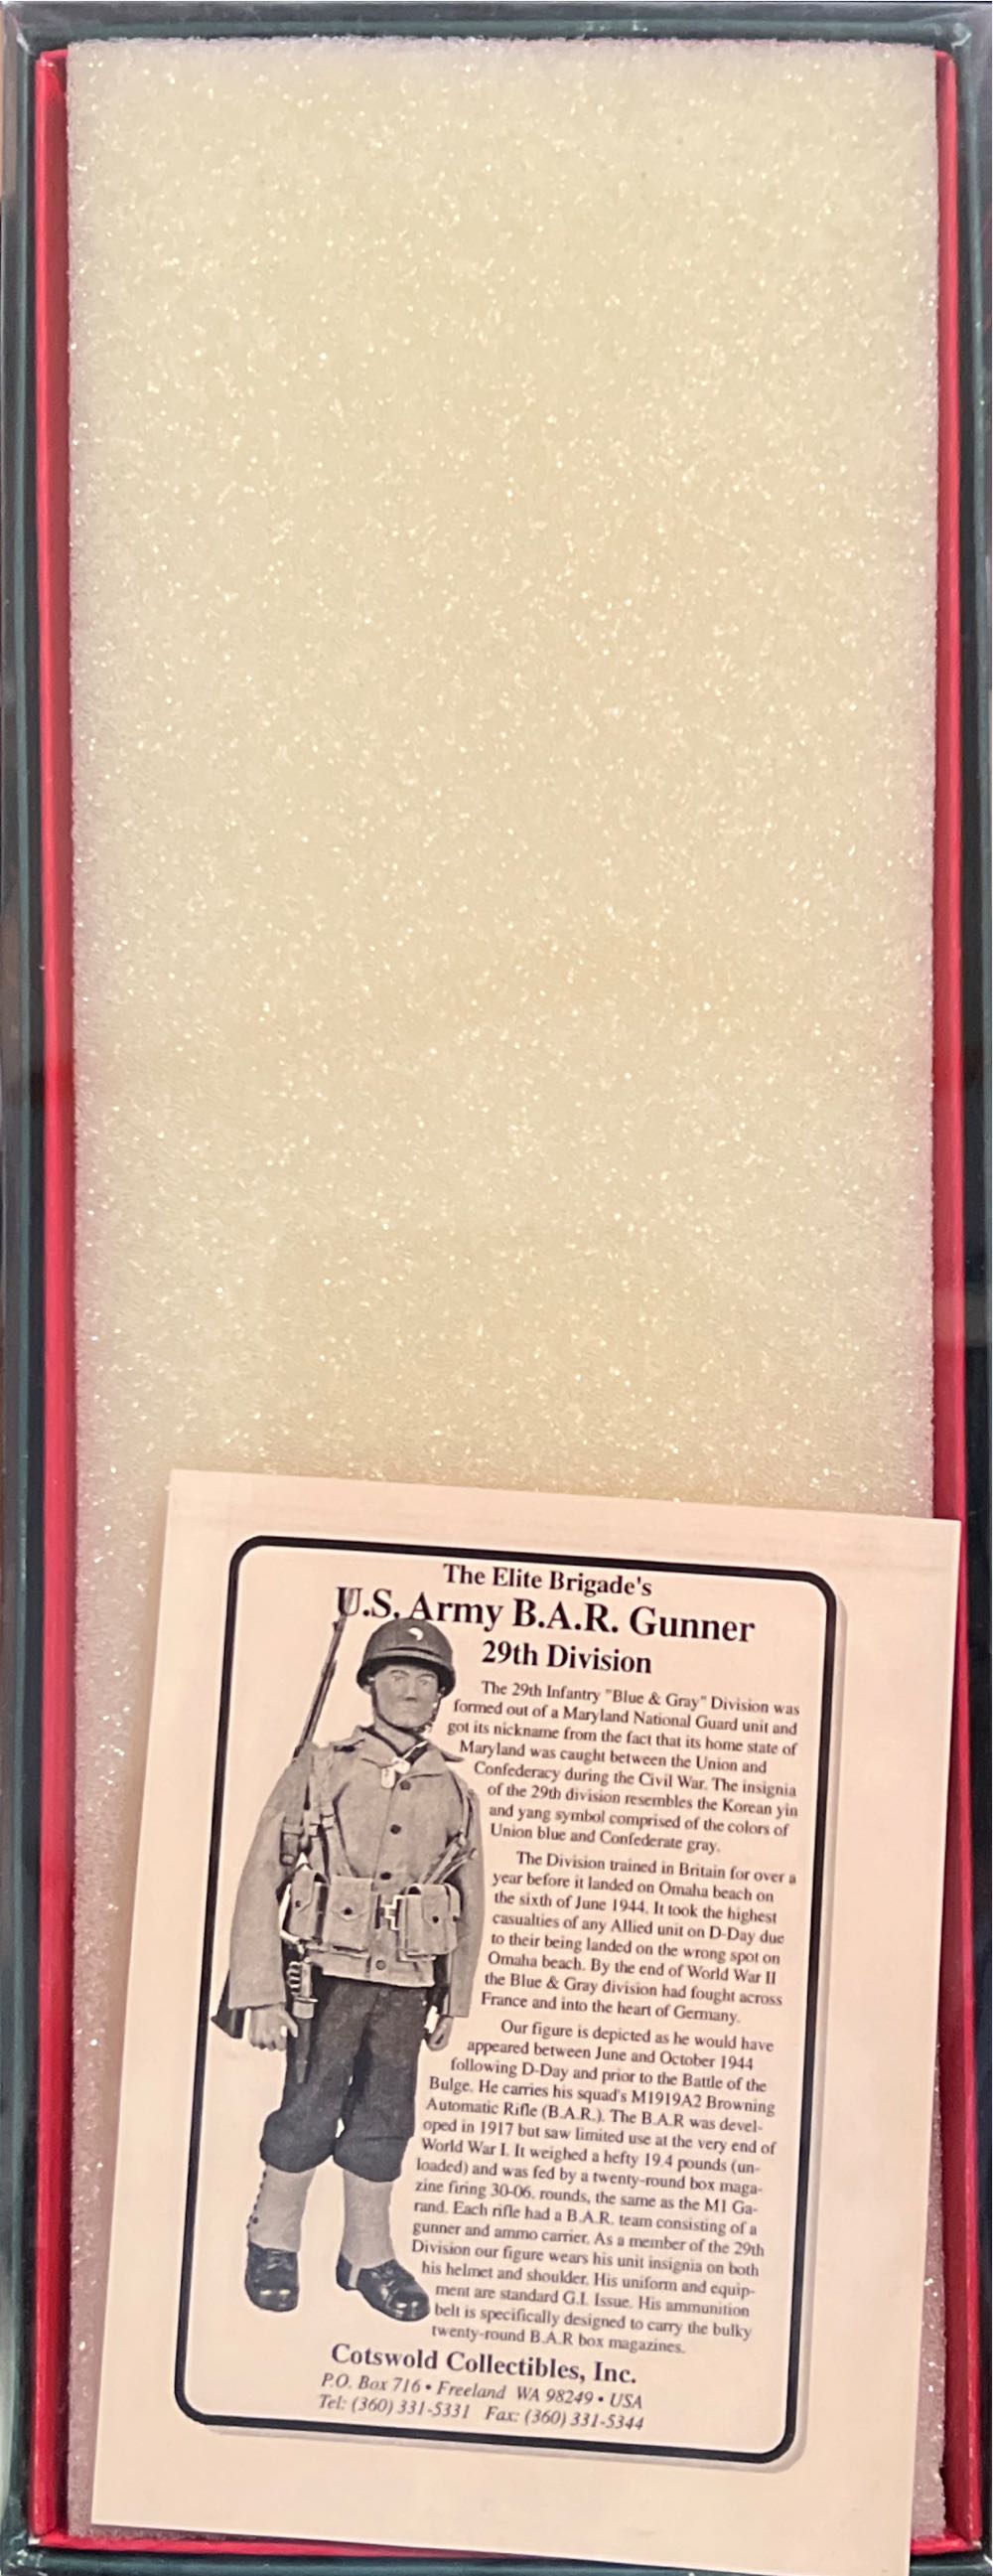 The Elite Brigade's
U.S. Army B.A.R. Gunner
29th Division
The 29th Infantry "Blue & Gray" Division was
formed out of a Maryland National Guard unit and
got its nickname from the fact that its home state of
Maryland was caught between the Union and
Confederacy during the Civil War. The insignia
of the 29th division resembles the Korean yin
and yang symbol comprised of the colors of
Union blue and Confederate gray.
The Division trained in Britain for over a
year before it landed on Omaha beach on
the sixth of June 1944. It took the highest
casualties of any Allied unit on D-Day due
to their being landed on the wrong spot on
Omaha beach. By the end of World War II
the Blue & Gray division had fought across
France and into the heart of Germany.
Our figure is depicted as he would have
appeared between June and October 1944
following D-Day and prior to the Battle of the
Bulge. He carries his squad's M1919A2 Browning
Automatic Rifle (B.A.R.). The B.A.R was devel-
oped in 1917 but saw limited use at the very end of
World War I. It weighed a hefty 19.4 pounds (un-
loaded) and was fed by a twenty-round box maga-
zine firing 30-06. rounds, the same as the M1 Ga-
rand. Each rifle had a B.A.R. team consisting of a
gunner and ammo carrier. As a member of the 29th
Division our figure wears his unit insignia on both
his helmet and shoulder. His uniform and equip-
ment are standard G.I. Issue. His ammunition
belt is specifically designed to carry the bulky
twenty-round B.A.R box magazines.
Cotswold Collectibles, Inc.
P.O. Box 716 • Freeland WA 98249 • USA
Tel: (360) 331-5331 Fax: (360) 331-5344